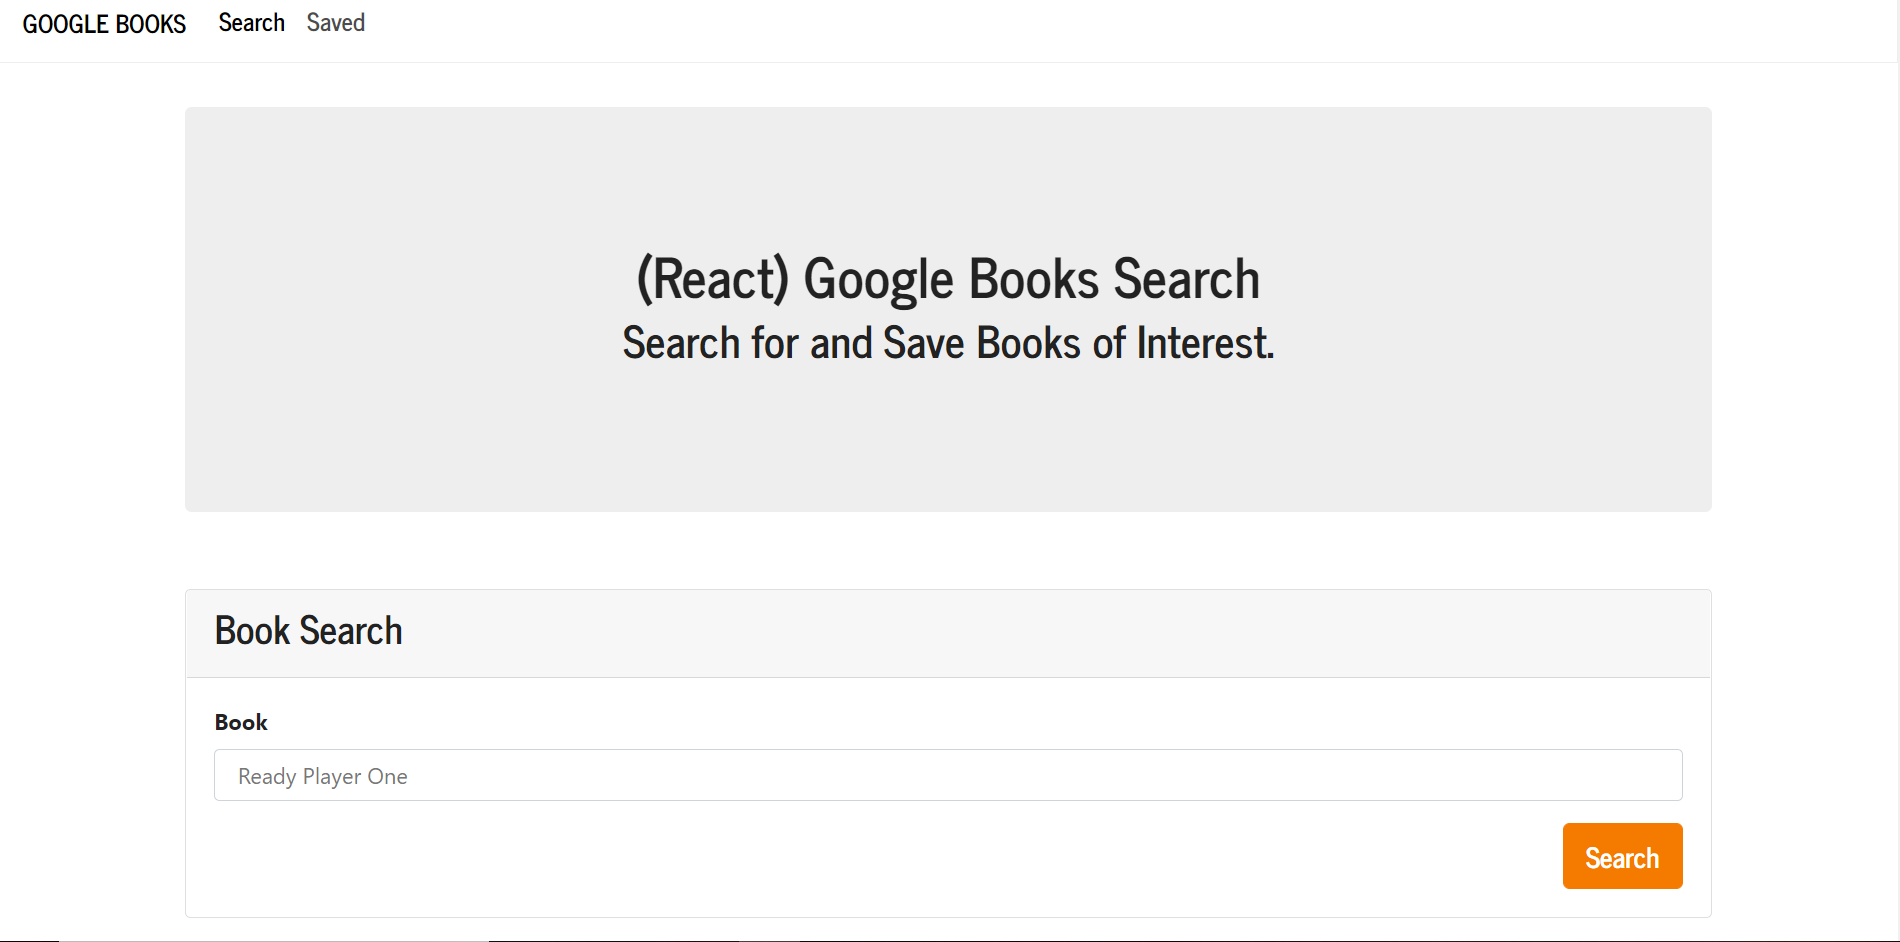 GOOGLE BOOKS Search Saved
(React) Google Books Search
Search for and Save Books of Interest.
Book Search
Book
Ready Player One
Search